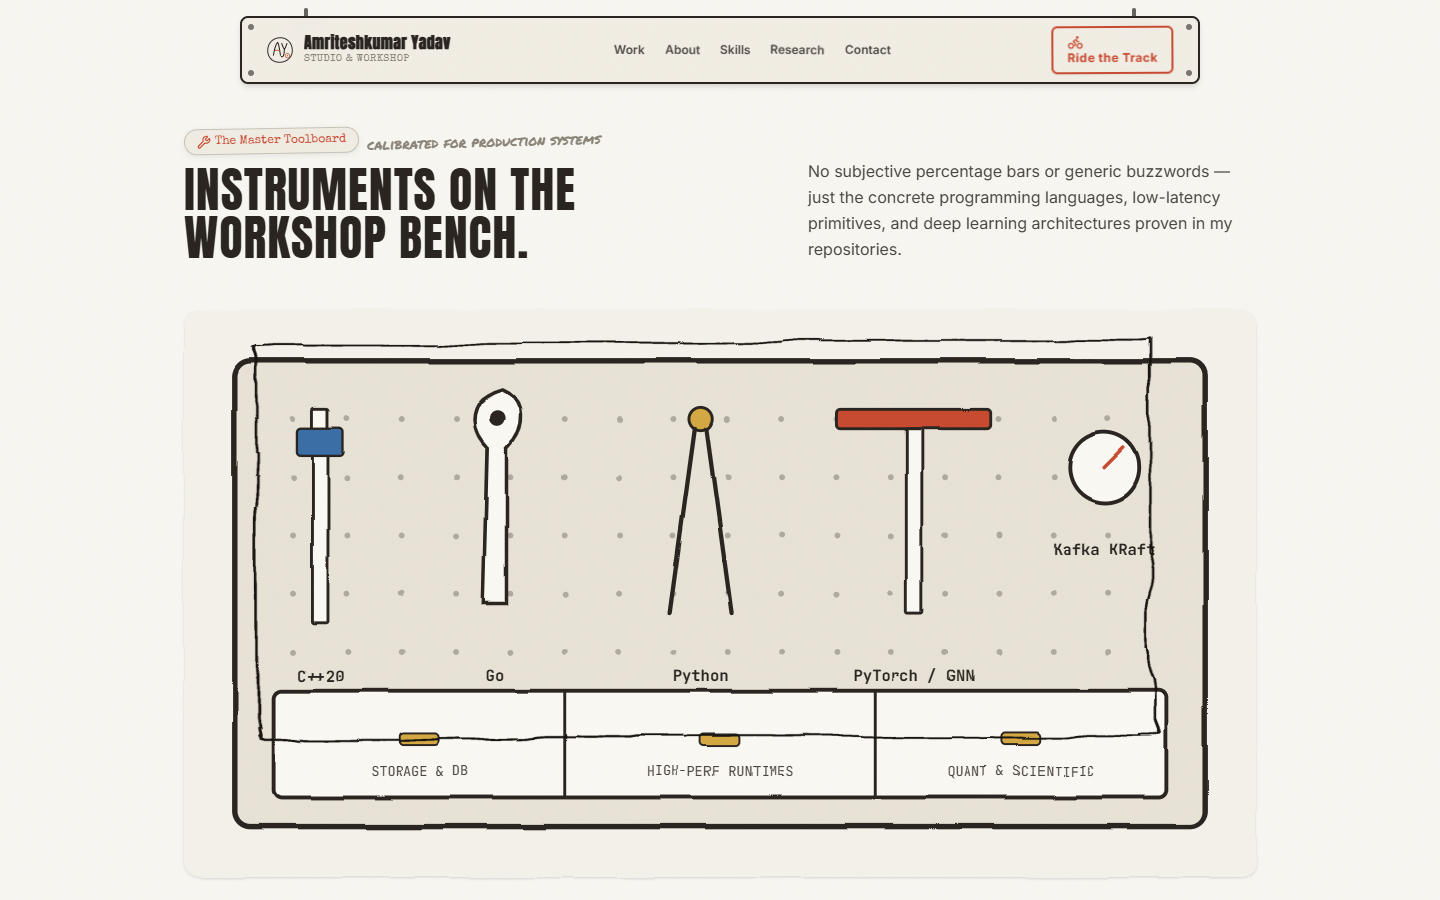 AY
Amriteshkumar Yadav
STUDIO & WORKSHOP
Work
About
Skills
Research
Contact
Ride the Track
The Master Toolboard
CALIBRATED FOR PRODUCTION SYSTEMS
INSTRUMENTS ON THE
WORKSHOP BENCH.
No subjective percentage bars or generic buzzwords —
just the concrete programming languages, low-latency
primitives, and deep learning architectures proven in my
repositories.
Kafka KRaft
C++20
Go
Python
PyTorch / GNN
STORAGE & DB
HIGH-PERF RUNTIMES
QUANT & SCIENTIFIC